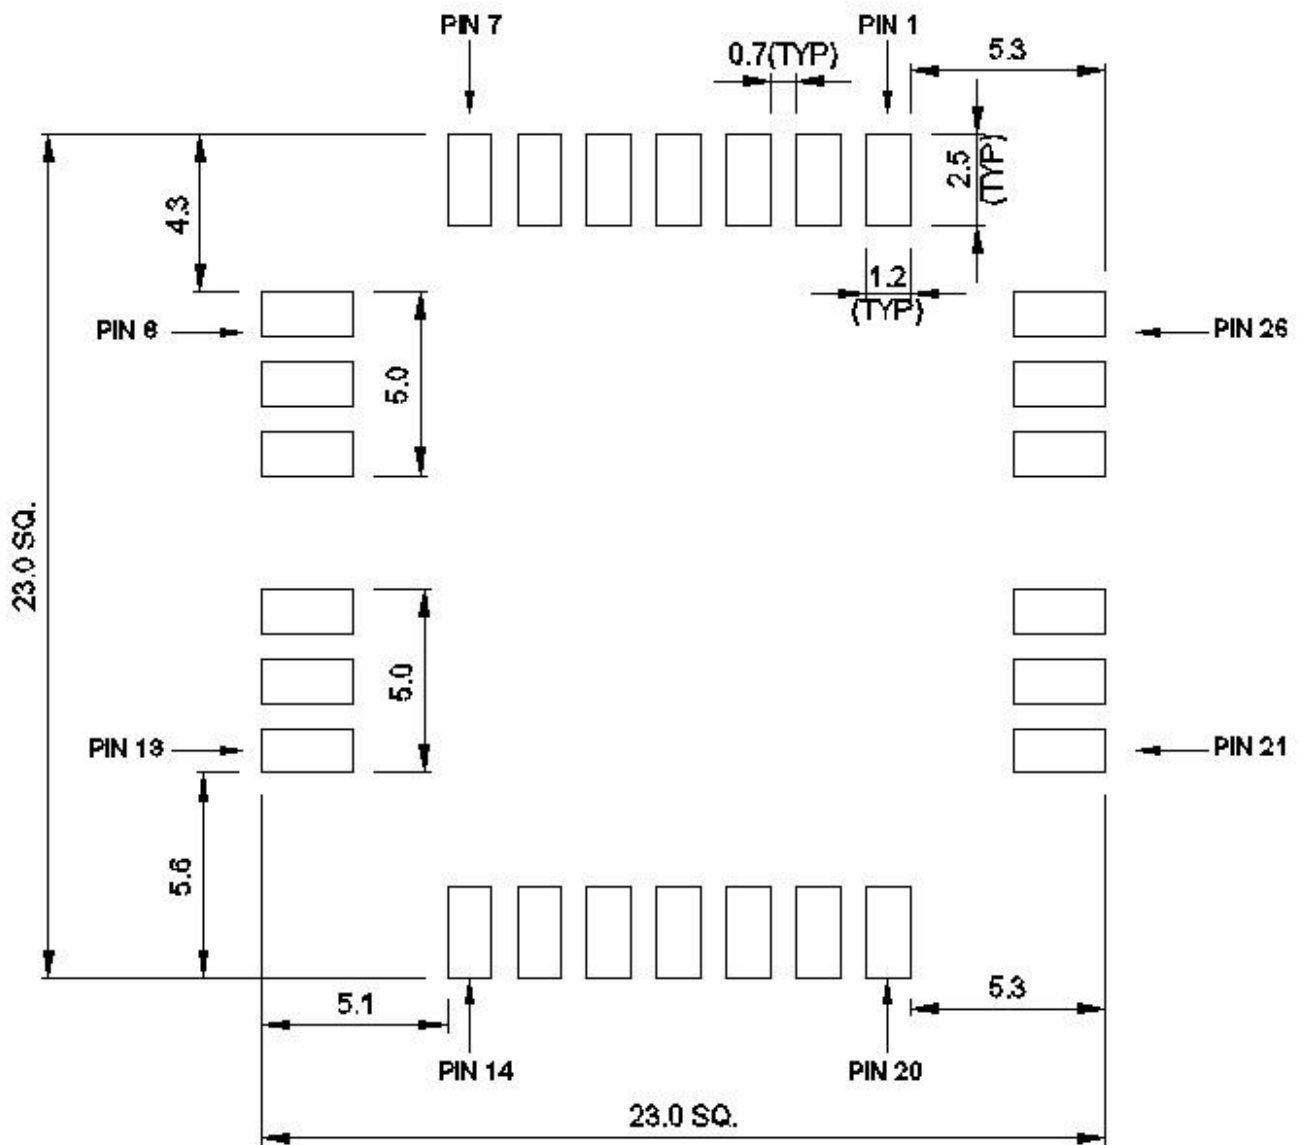 PIN 7
PIN 1
0.7(TYP)
5.3
2.5
(TYP)
4.3
1.2
(TYP)
PIN 8
PIN 26
5.0
23.0 SQ.
5.0
PIN 13
PIN 21
5.6
5.1
5.3
PIN 14
PIN 20
23.0 SQ.